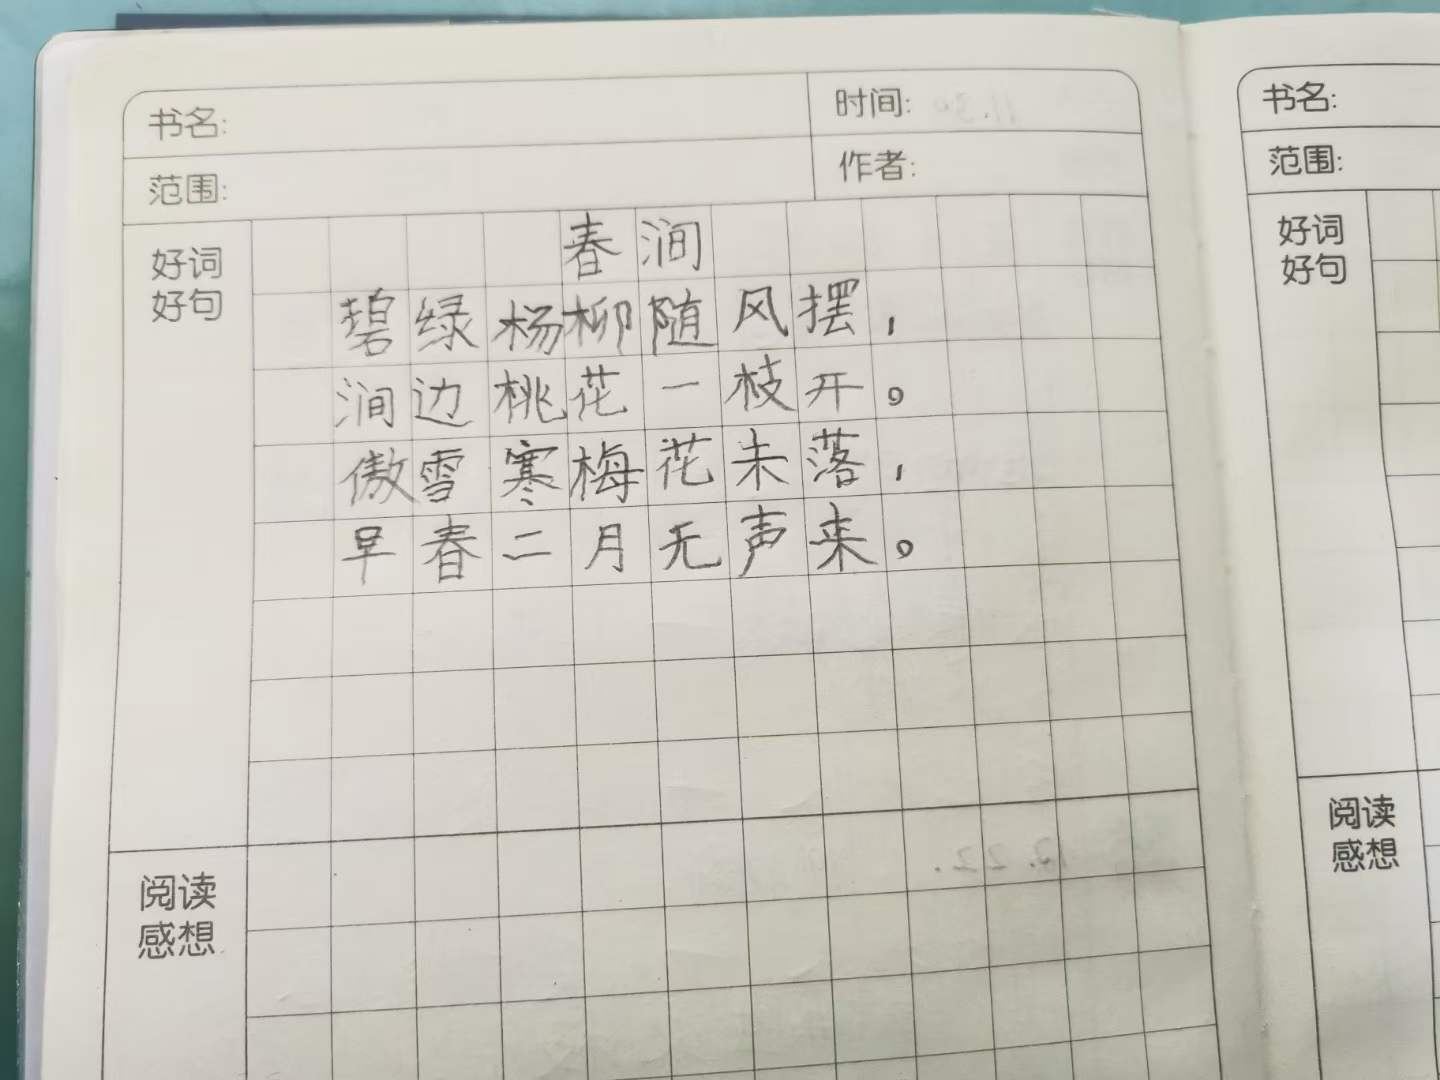 书名:
时间:
范围:
作者:
好词
好句
春涧
碧绿杨柳随风摆，
涧边桃花一枝开。
傲雪寒梅花未落，
早春二月无声来。
阅读
感想
书名:
范围:
好词
好句
阅读
感想